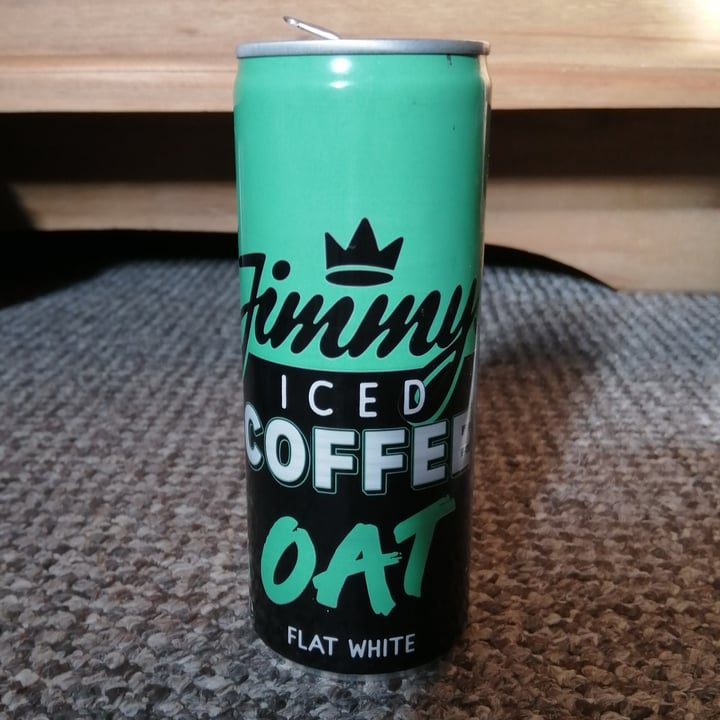 Jimmy's
ICED
COFFEE
OAT
FLAT WHITE